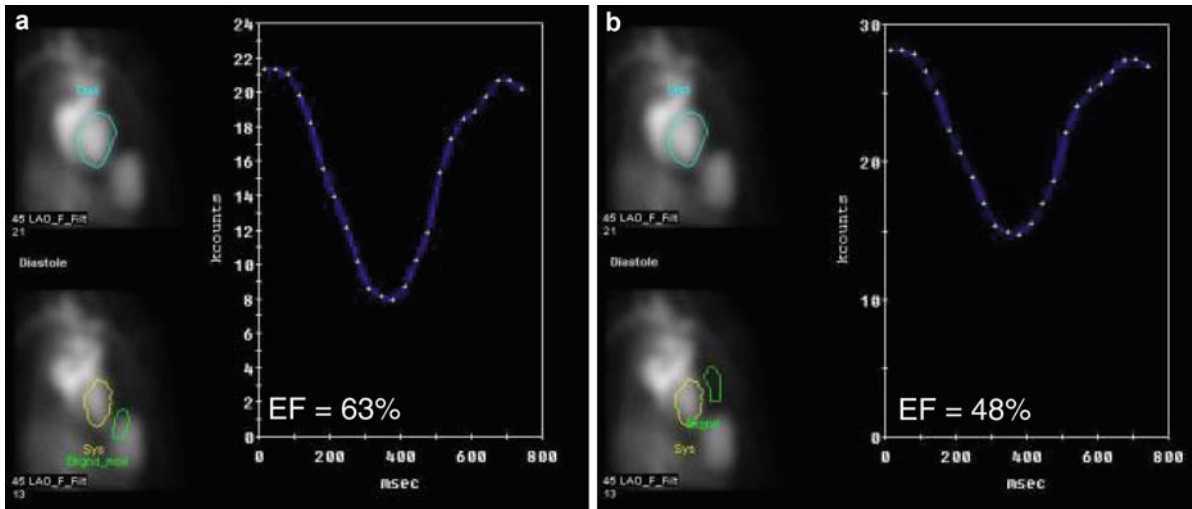 a
Dias
45 LAO_F_Filt
21
Diastole
Sys
Bkgnd_mool
45 LAO_F_Filt
13
kcounts
24
22
20
18
16
14
12
10
8
6
4
2
0
EF = 63%
0 200 400 600 800
msec
b
Dias
45 LAO_F_Filt
21
Diastole
Bkgnd
Sys
45 LAO_F_Filt
13
kcounts
30
20
10
0
EF = 48%
0 200 400 600 800
msec